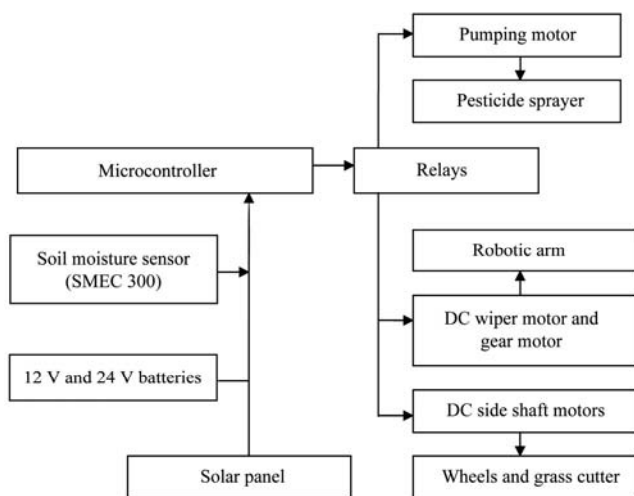 Pumping motor
Pesticide sprayer
Microcontroller
Relays
Soil moisture sensor
(SMEC 300)
Robotic arm
DC wiper motor and
gear motor
12 V and 24 V batteries
DC side shaft motors
Solar panel
Wheels and grass cutter